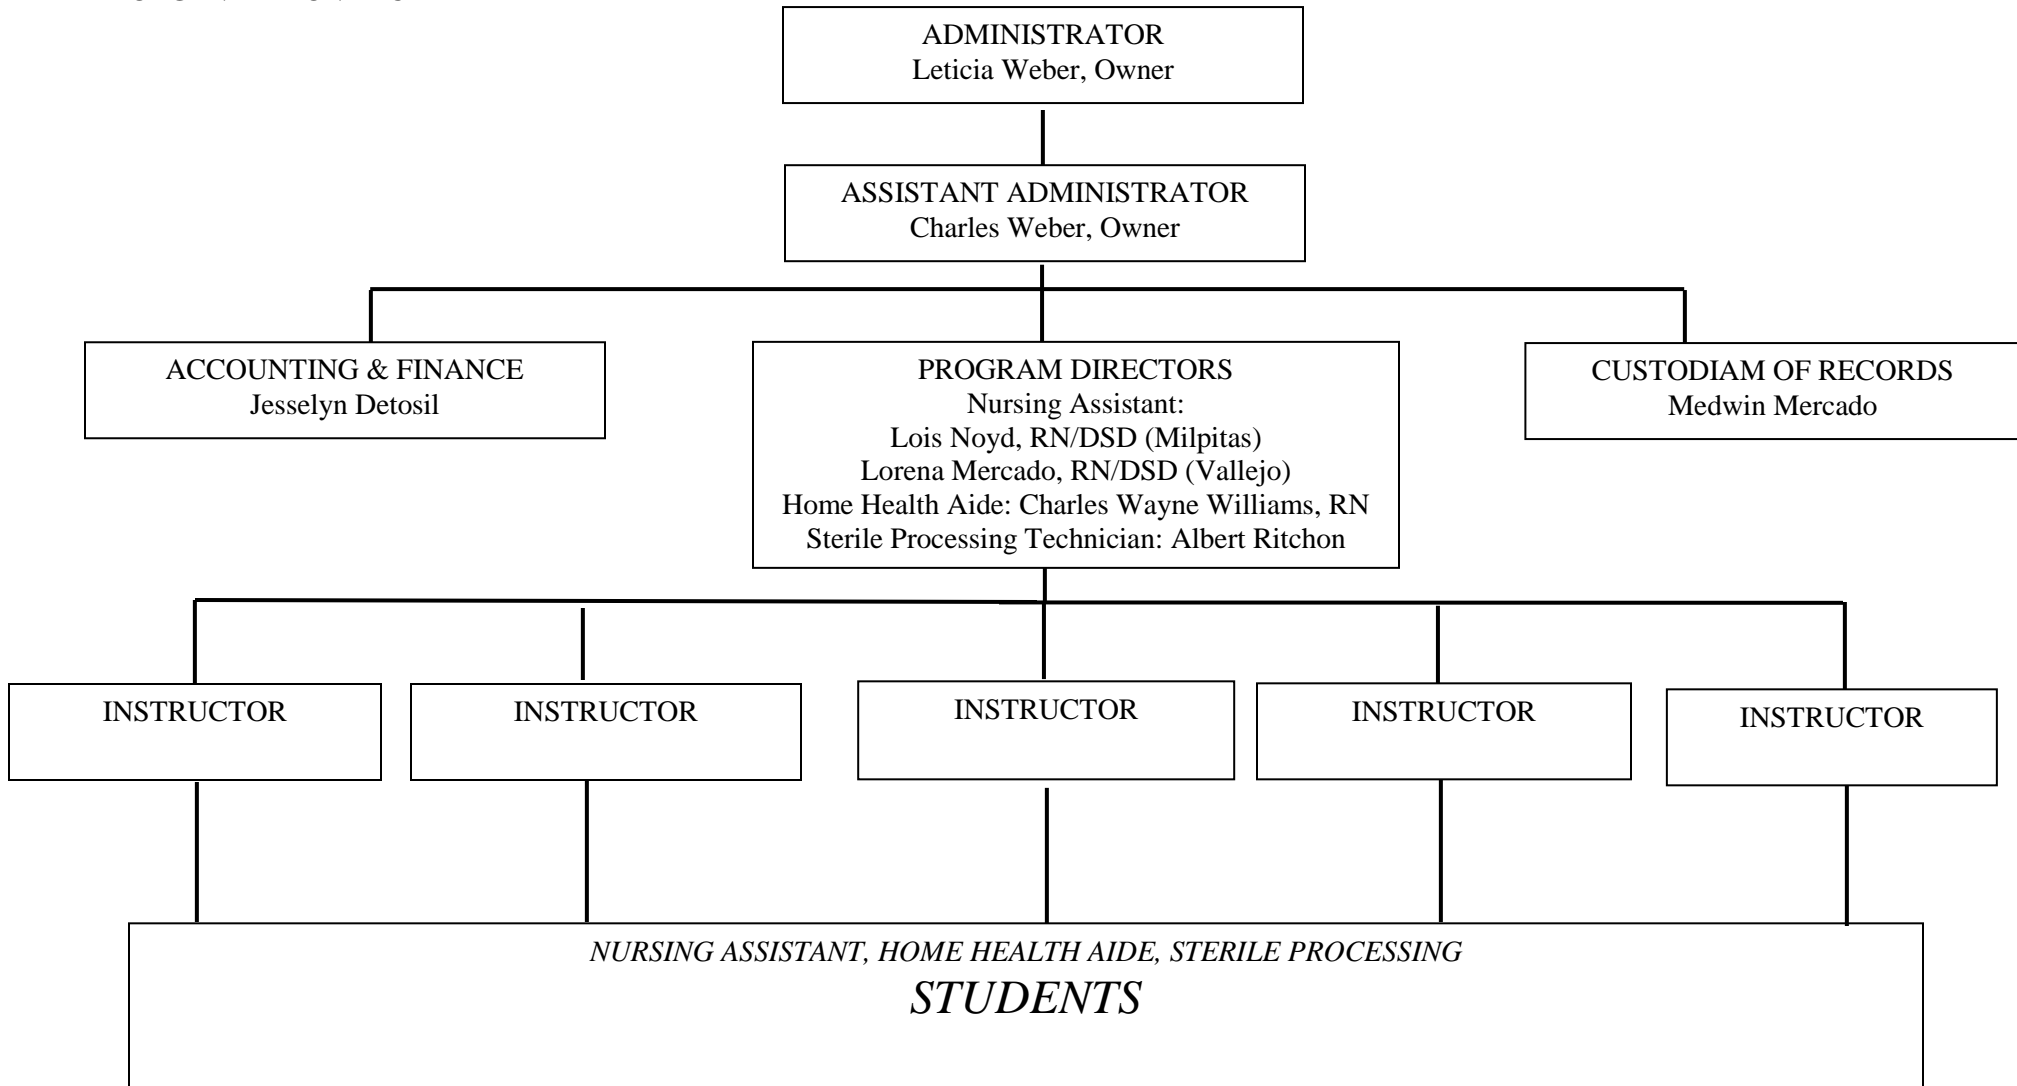 ADMINISTRATOR
Leticia Weber, Owner
ASSISTANT ADMINISTRATOR
Charles Weber, Owner
ACCOUNTING & FINANCE
Jesselyn Detosil
PROGRAM DIRECTORS
Nursing Assistant:
Lois Noyd, RN/DSD (Milpitas)
Lorena Mercado, RN/DSD (Vallejo)
Home Health Aide: Charles Wayne Williams, RN
Sterile Processing Technician: Albert Ritchon
CUSTODIAM OF RECORDS
Medwin Mercado
INSTRUCTOR
INSTRUCTOR
INSTRUCTOR
INSTRUCTOR
INSTRUCTOR
NURSING ASSISTANT, HOME HEALTH AIDE, STERILE PROCESSING
STUDENTS